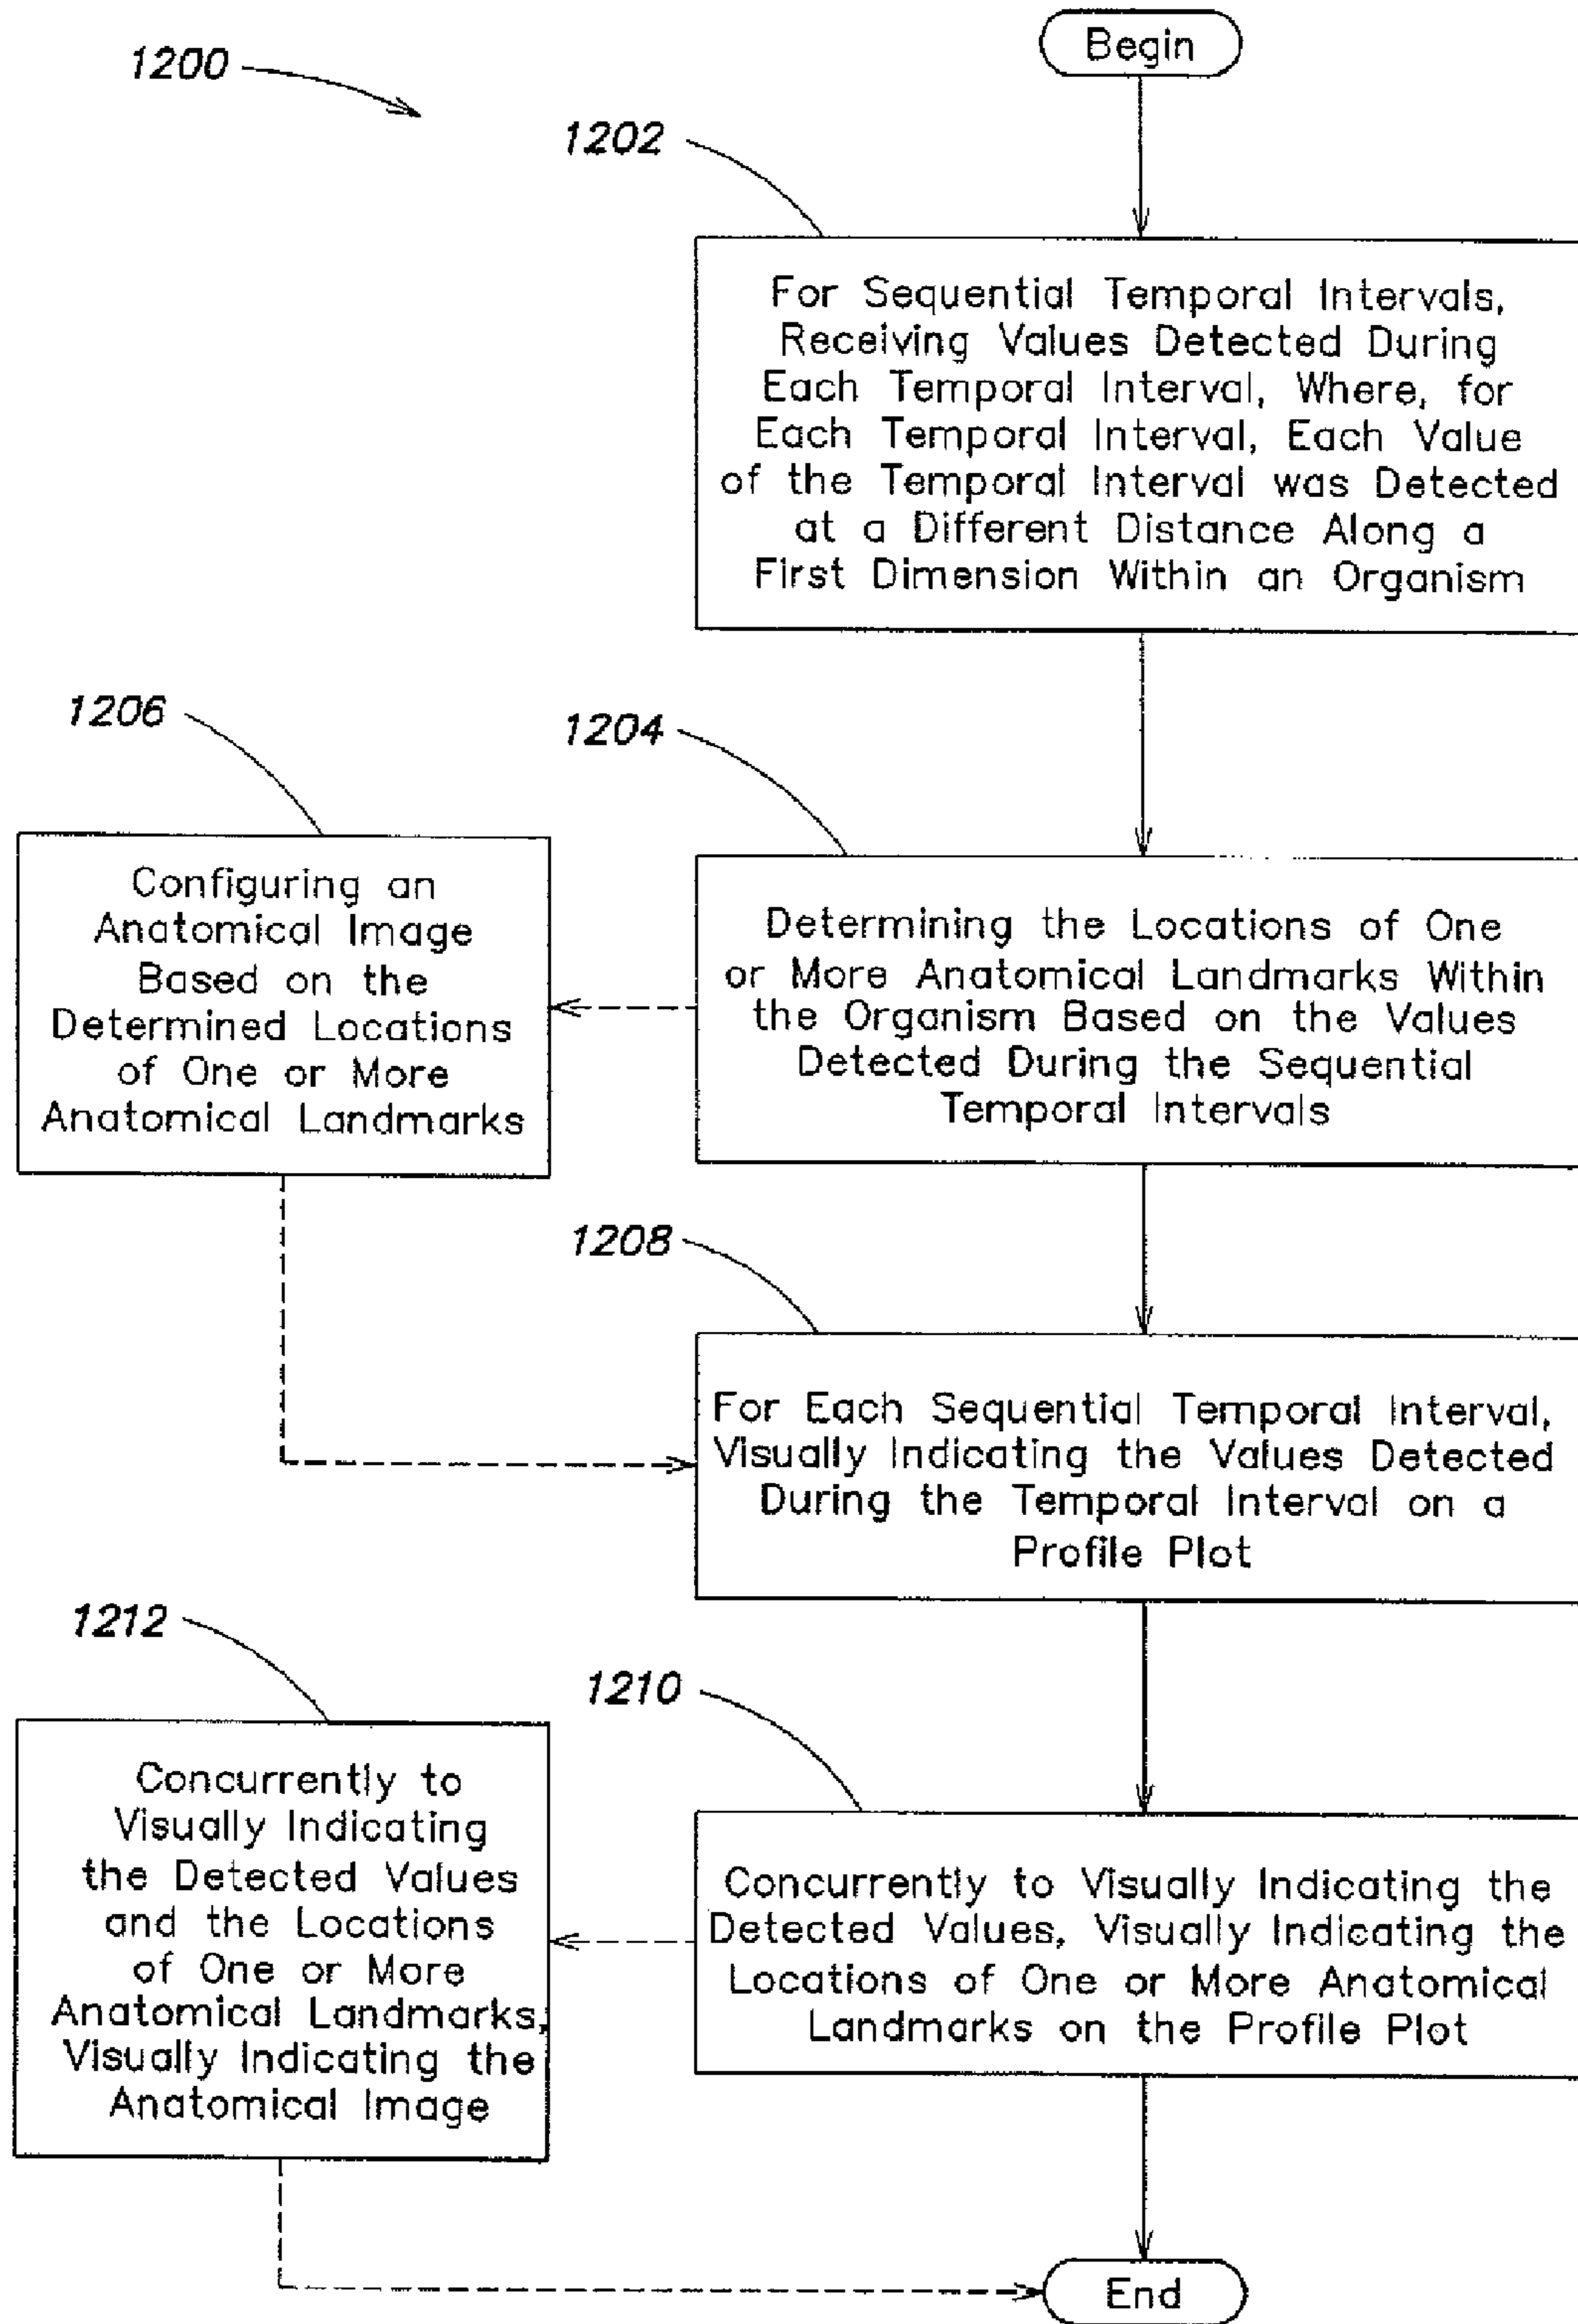 Begin
1200
1202
For Sequential Temporal Intervals,
Receiving Values Detected During
Each Temporal Interval, Where, for
Each Temporal Interval, Each Value
of the Temporal Interval was Detected
at a Different Distance Along a
First Dimension Within an Organism
1206
1204
Configuring an
Anatomical Image
Based on the
Determined Locations
of One or More
Anatomical Landmarks
Determining the Locations of One
or More Anatomical Landmarks Within
the Organism Based on the Values
Detected During the Sequential
Temporal Intervals
1208
For Each Sequential Temporal Interval,
Visually Indicating the Values Detected
During the Temporal Interval on a
Profile Plot
1212
1210
Concurrently to
Visually Indicating
the Detected Values
and the Locations
of One or More
Anatomical Landmarks,
Visually Indicating the
Anatomical Image
Concurrently to Visually Indicating the
Detected Values, Visually Indicating the
Locations of One or More Anatomical
Landmarks on the Profile Plot
End